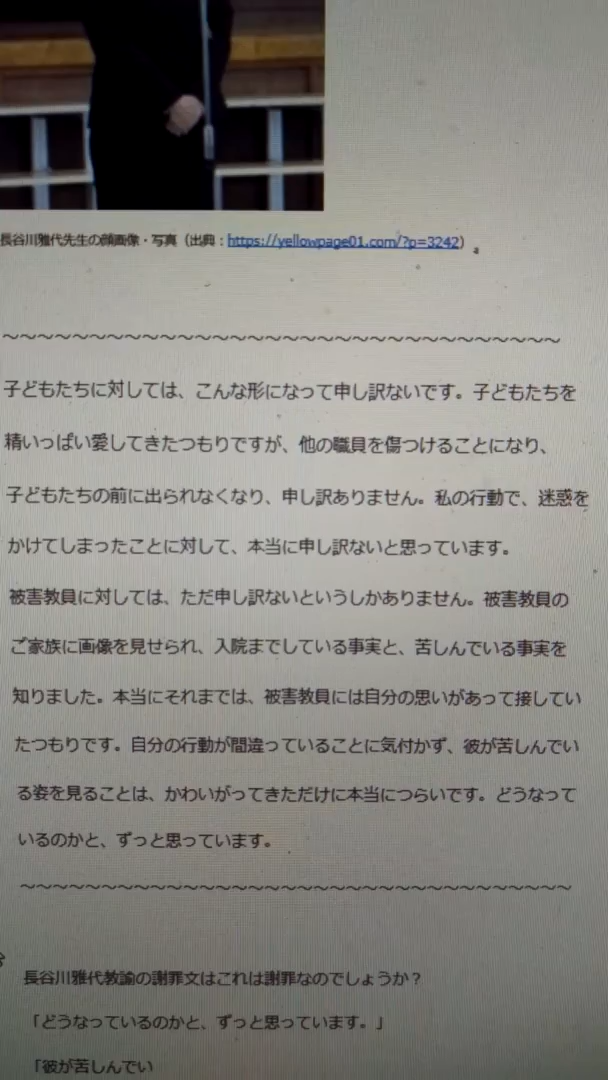 長谷川雅代先生の顔画像・写真（出典：https://yellowpage01.com/?p=3242）。
～～～～～～～～～～～～～～～～～～～～～～～～～～～～～～～～
子どもたちに対しては、こんな形になって申し訳ないです。子どもたちを
精いっぱい愛してきたつもりですが、他の職員を傷つけることになり、
子どもたちの前に出られなくなり、申し訳ありません。私の行動で、迷惑を
かけてしまったことに対して、本当に申し訳ないと思っています。
被害教員に対しては、ただ申し訳ないというしかありません。被害教員の
ご家族に画像を見せられ、入院までしている事実と、苦しんでいる事実を
知りました。本当にそれまでは、被害教員には自分の思いがあって接してい
たつもりです。自分の行動が間違っていることに気付かず、彼が苦しんでい
る姿を見ることは、かわいがってきただけに本当につらいです。どうなって
いるのかと、ずっと思っています。
～～～～～～～～～～～～～～～～～～～～～～～～～～～～～～～～
長谷川雅代教諭の謝罪文はこれは謝罪なのでしょうか？
「どうなっているのかと、ずっと思っています。」
「彼が苦しんでい